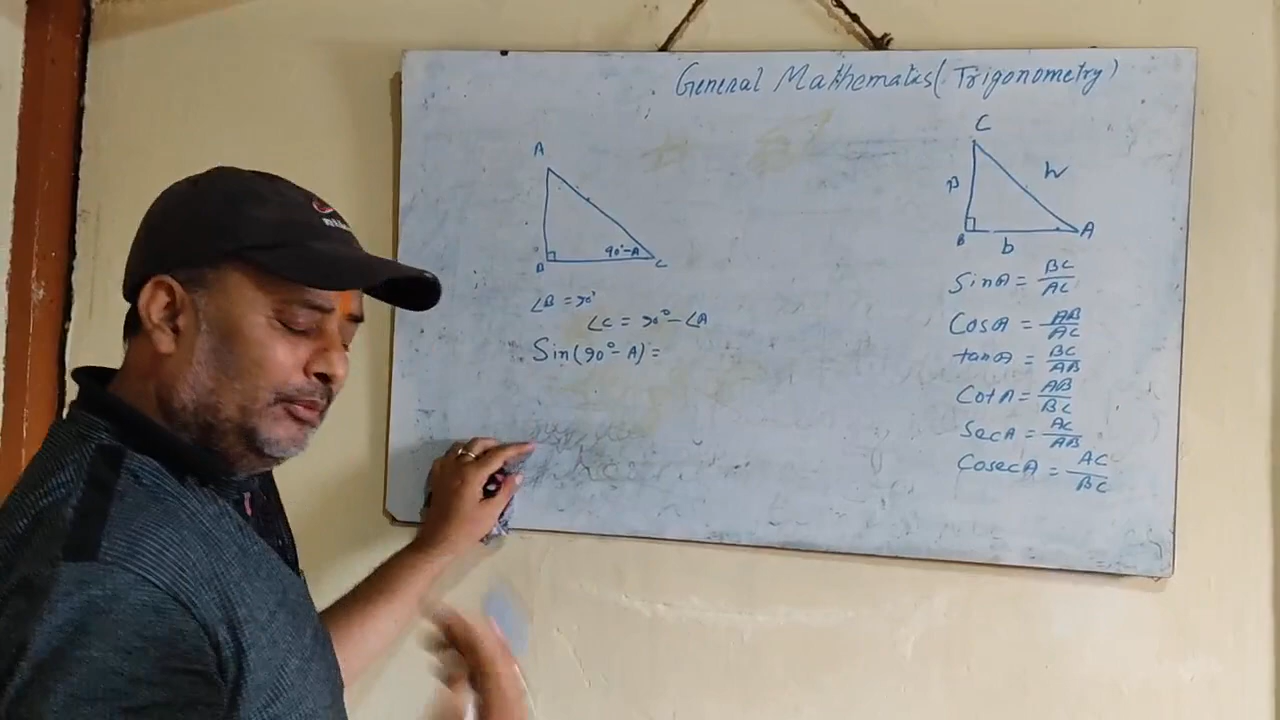 General Mathematics (Trigonometry)
A
B
90°-A
C
∠B = 90°
∠C = 90° - ∠A
Sin(90° - A) =
C
B
h
B
b
A
SinA = BC/AC
CosA = AB/AC
tanA = BC/AB
CotA = AB/BC
SecA = AC/AB
CosecA = AC/BC